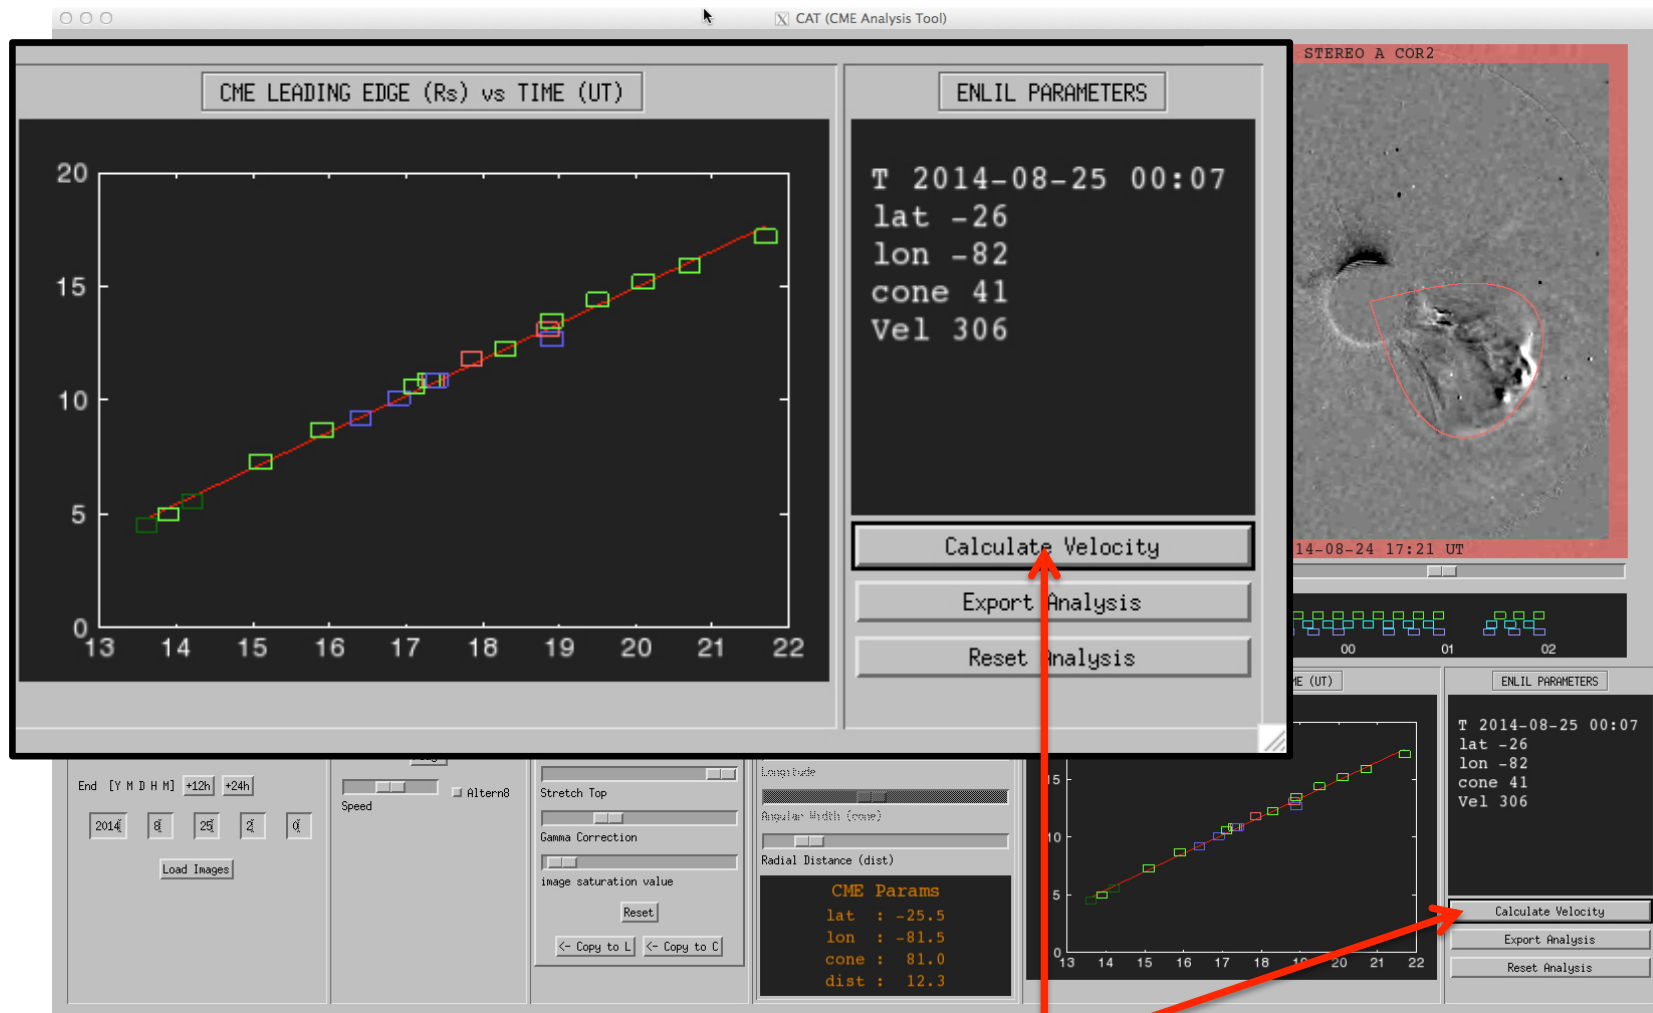 CAT (CME Analysis Tool)
STEREO A COR2
CME LEADING EDGE (Rs) vs TIME (UT)
ENLIL PARAMETERS
T 2014-08-25 00:07
lat -26
lon -82
cone 41
Vel 306
20
15
10
5
0
13 14 15 16 17 18 19 20 21 22
Calculate Velocity
Export Analysis
Reset Analysis
14-08-24 17:21 UT
00 01 02
(UT)
ENLIL PARAMETERS
T 2014-08-25 00:07
lat -26
lon -82
cone 41
Vel 306
Calculate Velocity
Export Analysis
Reset Analysis
15
10
5
0
13 14 15 16 17 18 19 20 21 22
End [Y M D H M] +12h +24h
2014 8 25 2 0
Load Images
Speed
Altern8
Stretch Top
Gamma Correction
image saturation value
Reset
<- Copy to L <- Copy to C
Longitude
Angular Width (cone)
Radial Distance (dist)
CME Params
lat : -25.5
lon : -81.5
cone : 81.0
dist : 12.3